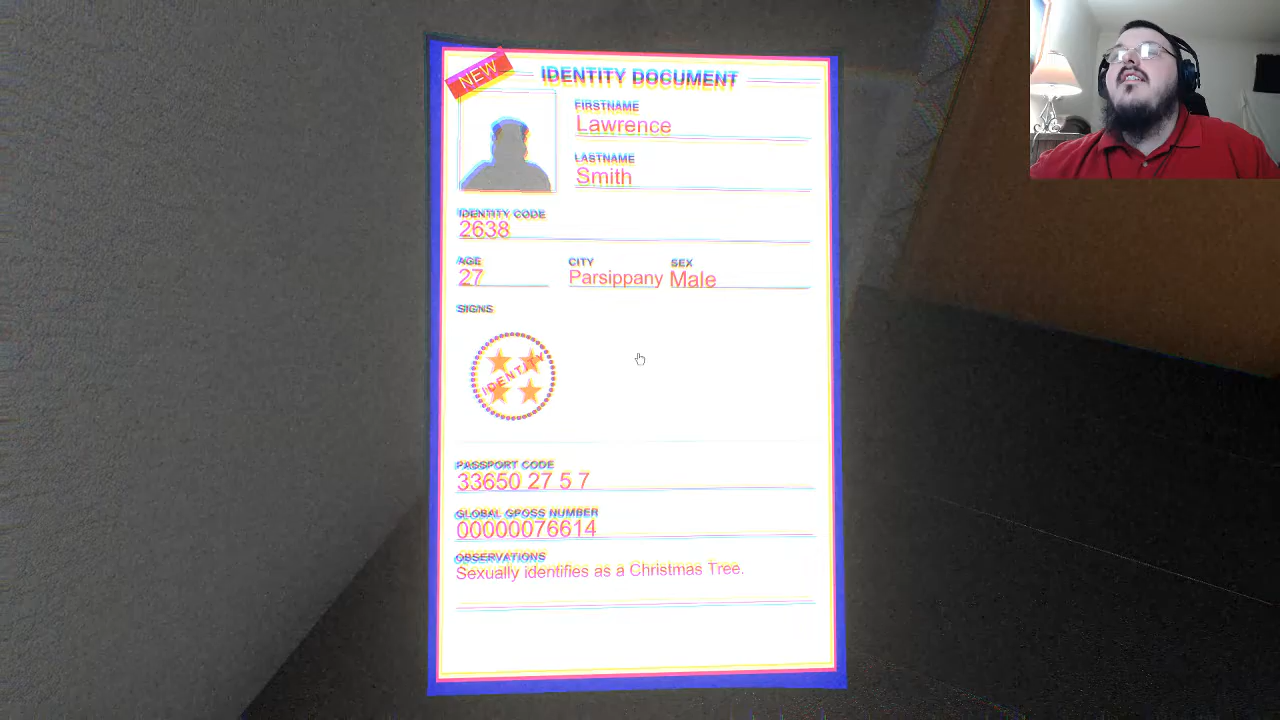 NEW
IDENTITY DOCUMENT
FIRSTNAME
Lawrence
LASTNAME
Smith
IDENTITY CODE
2638
AGE CITY SEX
27 Parsippany Male
SIGNS
IDENTITY
PASSPORT CODE
33650 27 5 7
GLOBAL GPOSS NUMBER
00000076614
OBSERVATIONS
Sexually identifies as a Christmas Tree.